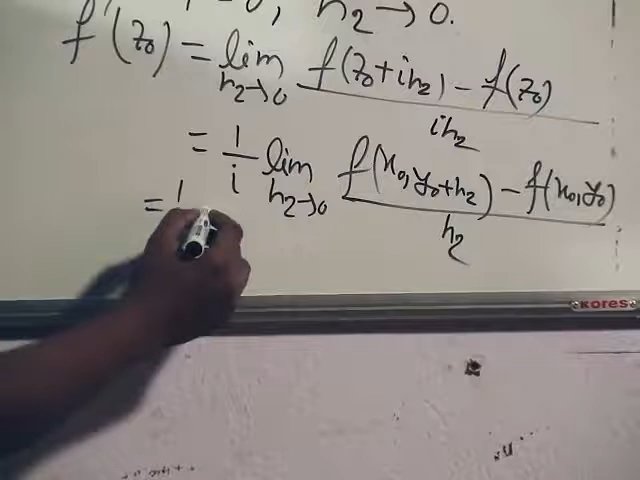 h₂ → 0.
f'(z₀) = lim h₂→0 f(z₀+ih₂) − f(z₀) / ih₂
= 1/i lim h₂→0 f(x₀, y₀+h₂) − f(x₀, y₀) / h₂
= 1
KORES